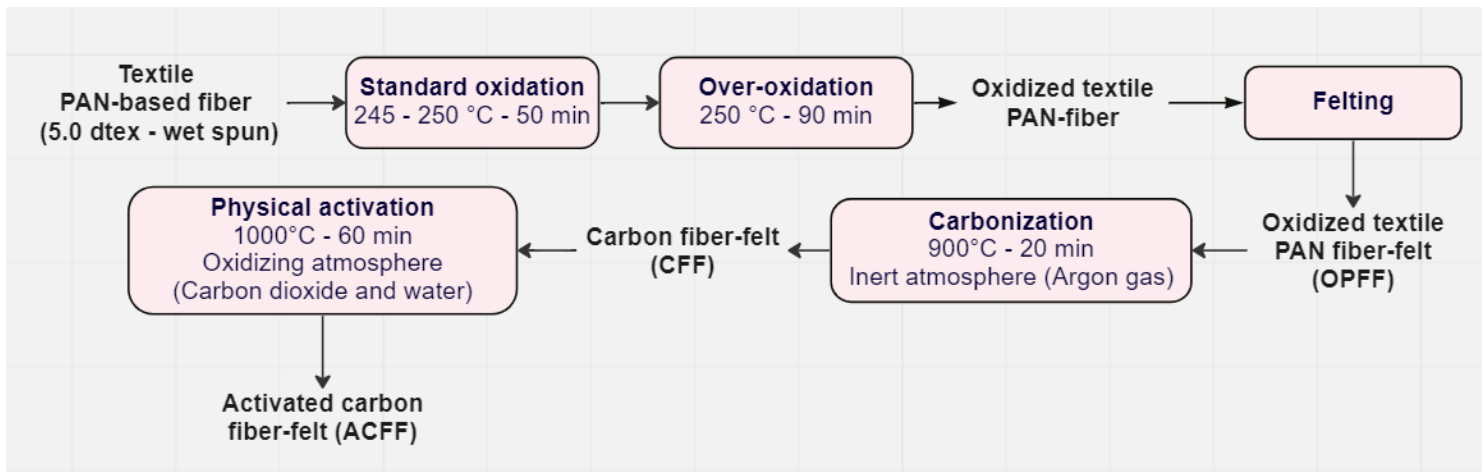 Textile
PAN-based fiber
(5.0 dtex - wet spun)
Standard oxidation
245 - 250 °C - 50 min
Over-oxidation
250 °C - 90 min
Oxidized textile
PAN-fiber
Felting
Oxidized textile
PAN fiber-felt
(OPFF)
Carbonization
900°C - 20 min
Inert atmosphere (Argon gas)
Carbon fiber-felt
(CFF)
Physical activation
1000°C - 60 min
Oxidizing atmosphere
(Carbon dioxide and water)
Activated carbon
fiber-felt (ACFF)